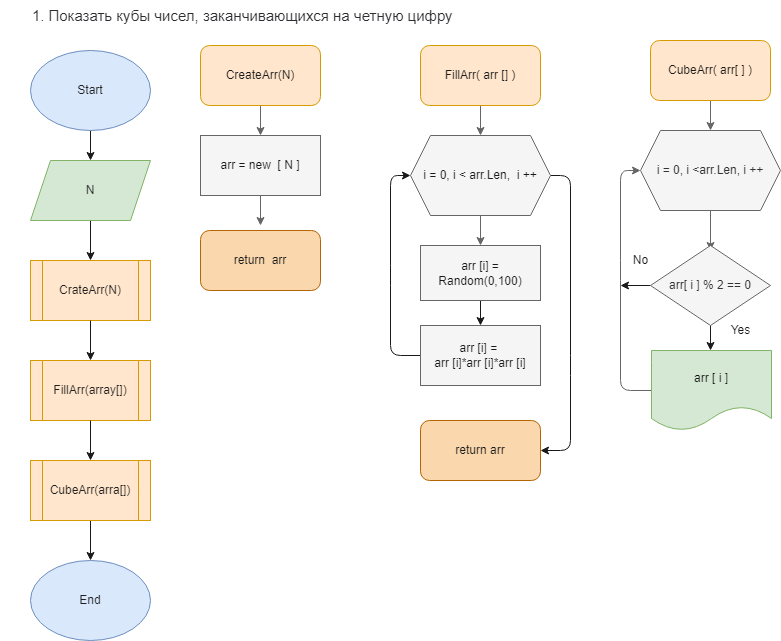 1. Показать кубы чисел, заканчивающихся на четную цифру
Start
N
CrateArr(N)
FillArr(array[])
CubeArr(arra[])
End
CreateArr(N)
arr = new [ N ]
return arr
FillArr( arr [] )
i = 0, i < arr.Len, i ++
arr [i] =
Random(0,100)
arr [i] =
arr [i]*arr [i]*arr [i]
return arr
CubeArr( arr[ ] )
i = 0, i <arr.Len, i ++
No
arr[ i ] % 2 == 0
Yes
arr [ i ]